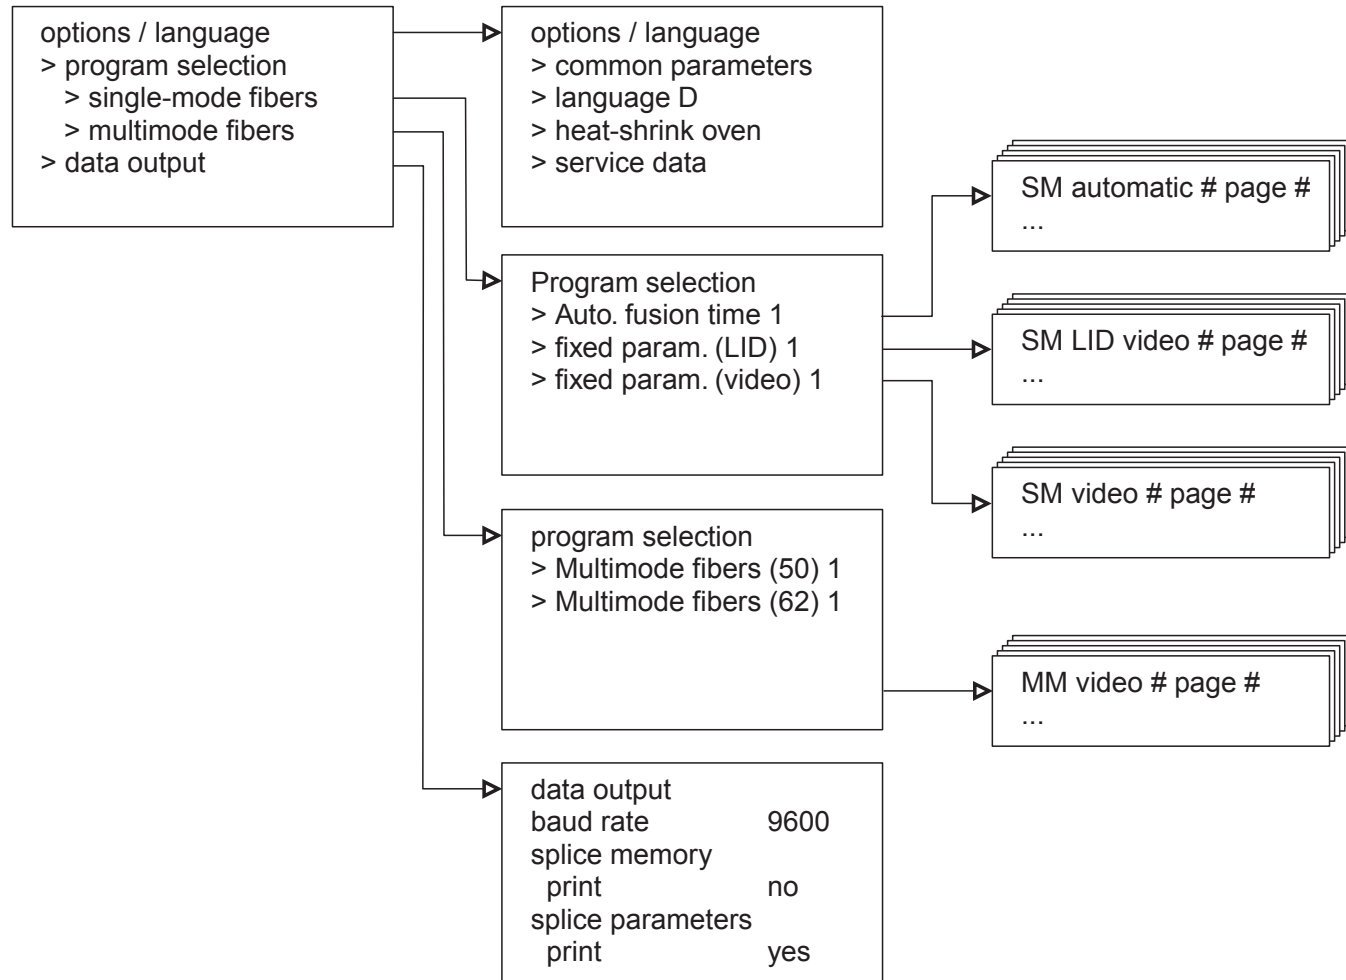 options / language
> program selection
> single-mode fibers
> multimode fibers
> data output
options / language
> common parameters
> language D
> heat-shrink oven
> service data
Program selection
> Auto. fusion time 1
> fixed param. (LID) 1
> fixed param. (video) 1
program selection
> Multimode fibers (50) 1
> Multimode fibers (62) 1
data output
baud rate 9600
splice memory
print no
splice parameters
print yes
SM automatic # page #
...
SM LID video # page #
...
SM video # page #
...
MM video # page #
...